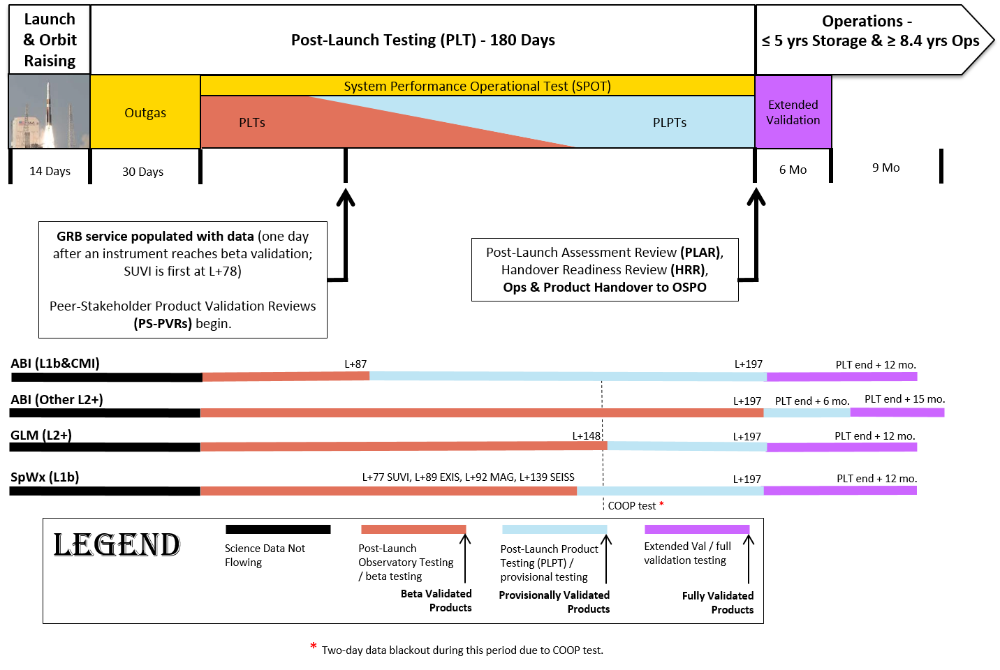 Launch
& Orbit
Raising
Post-Launch Testing (PLT) - 180 Days
Operations -
≤ 5 yrs Storage & ≥ 8.4 yrs Ops
Outgas
System Performance Operational Test (SPOT)
PLTs
PLPTs
Extended
Validation
14 Days
30 Days
6 Mo
9 Mo
GRB service populated with data (one day
after an instrument reaches beta validation;
SUVI is first at L+78)
Peer-Stakeholder Product Validation Reviews
(PS-PVRs) begin.
Post-Launch Assessment Review (PLAR),
Handover Readiness Review (HRR),
Ops & Product Handover to OSPO
ABI (L1b&CMI)
L+87
L+197
PLT end + 12 mo.
ABI (Other L2+)
L+197
PLT end + 6 mo.
PLT end + 15 mo.
GLM (L2+)
L+148
L+197
PLT end + 12 mo.
SpWx (L1b)
L+77 SUVI, L+89 EXIS, L+92 MAG, L+139 SEISS
L+197
PLT end + 12 mo.
COOP test *
LEGEND
Science Data Not
Flowing
Post-Launch
Observatory Testing
/ beta testing
Beta Validated
Products
Post-Launch Product
Testing (PLPT) /
provisional testing
Provisionally Validated
Products
Extended Val / full
validation testing
Fully Validated
Products
* Two-day data blackout during this period due to COOP test.